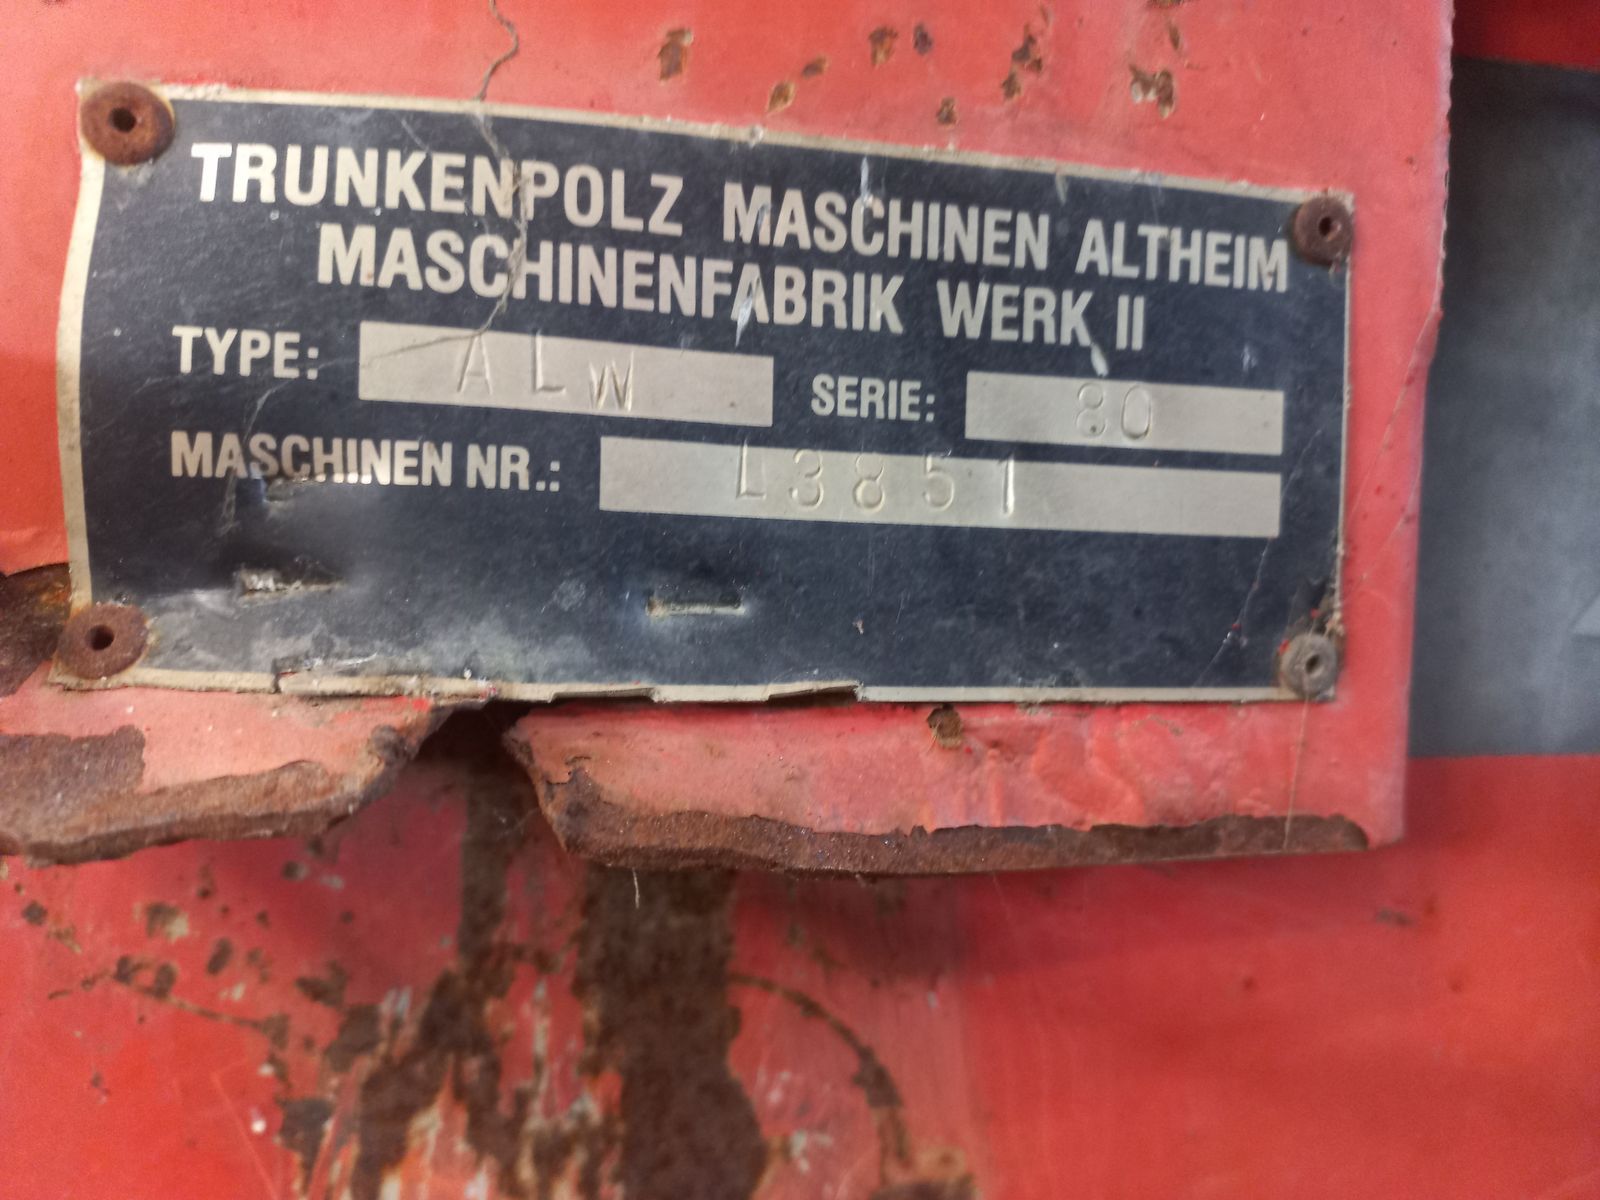 TRUNKENPOLZ MASCHINEN ALTHEIM
MASCHINENFABRIK WERK II
TYPE: ALW SERIE: 80
MASCHINEN NR.: L3851